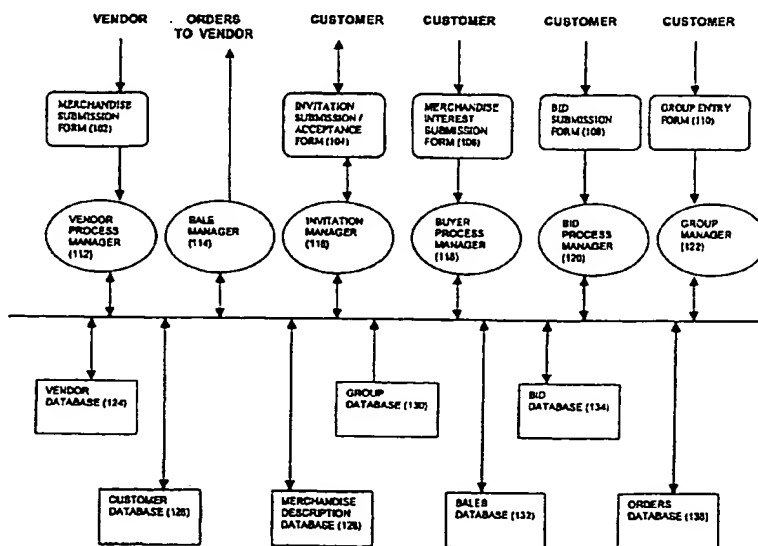 VENDOR
ORDERS
TO VENDOR
CUSTOMER
CUSTOMER
CUSTOMER
CUSTOMER
MERCHANDISE
SUBMISSION
FORM (102)
INVITATION
SUBMISSION /
ACCEPTANCE
FORM (104)
MERCHANDISE
INTEREST
SUBMISSION
FORM (106)
BID
SUBMISSION
FORM (108)
GROUP ENTRY
FORM (110)
VENDOR
PROCESS
MANAGER
(112)
SALE
MANAGER
(114)
INVITATION
MANAGER
(116)
BUYER
PROCESS
MANAGER
(118)
BID
PROCESS
MANAGER
(120)
GROUP
MANAGER
(122)
VENDOR
DATABASE (124)
GROUP
DATABASE (130)
BID
DATABASE (134)
CUSTOMER
DATABASE (126)
MERCHANDISE
DESCRIPTION
DATABASE (128)
SALES
DATABASE (132)
ORDERS
DATABASE (136)